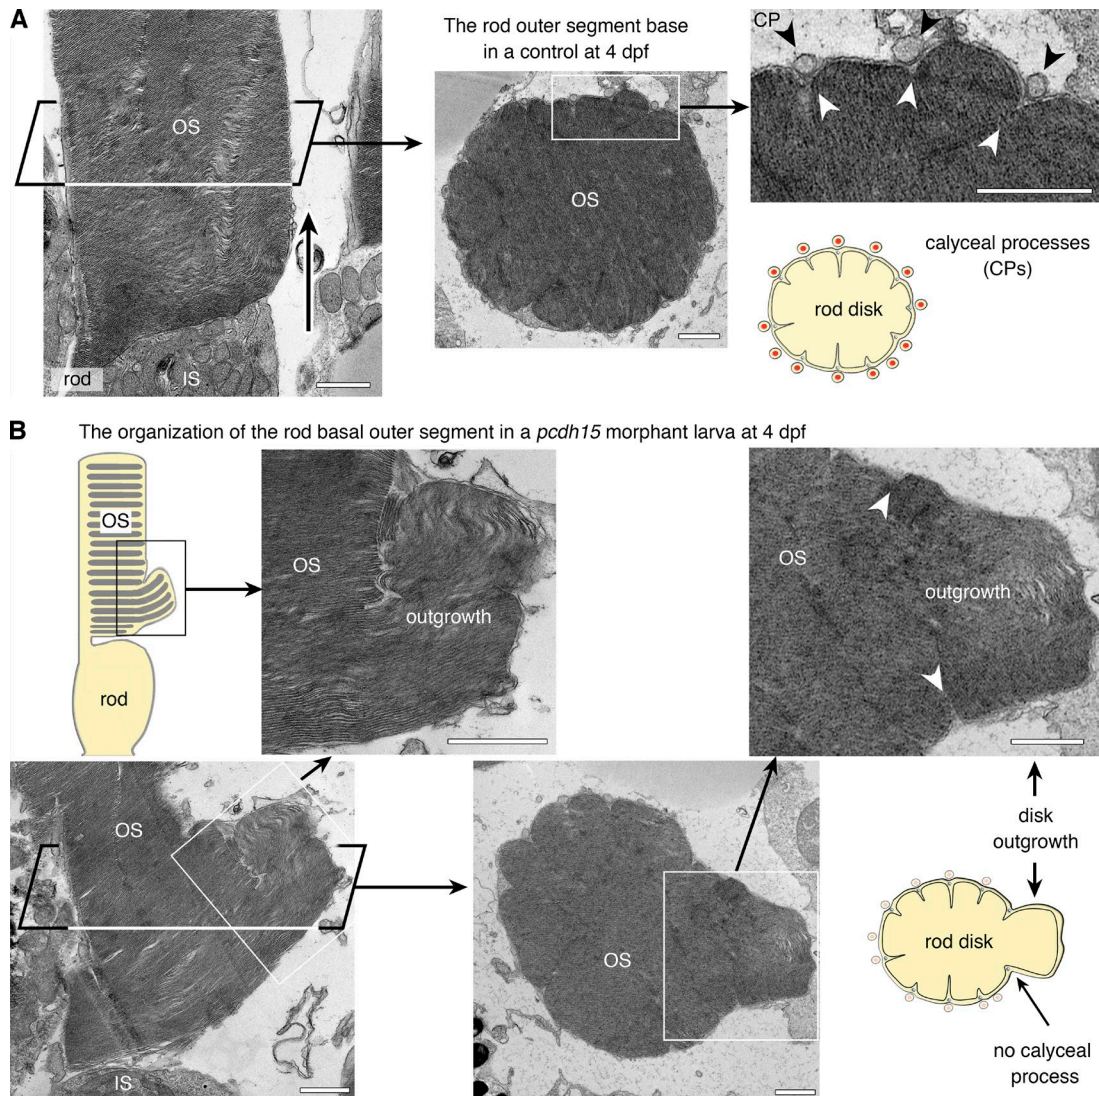 A
The rod outer segment base
in a control at 4 dpf
CP
OS
OS
rod
IS
calyceal processes
(CPs)
rod disk
B
The organization of the rod basal outer segment in a pcdh15 morphant larva at 4 dpf
OS
rod
OS
outgrowth
OS
outgrowth
OS
IS
OS
disk
outgrowth
rod disk
no calyceal
process